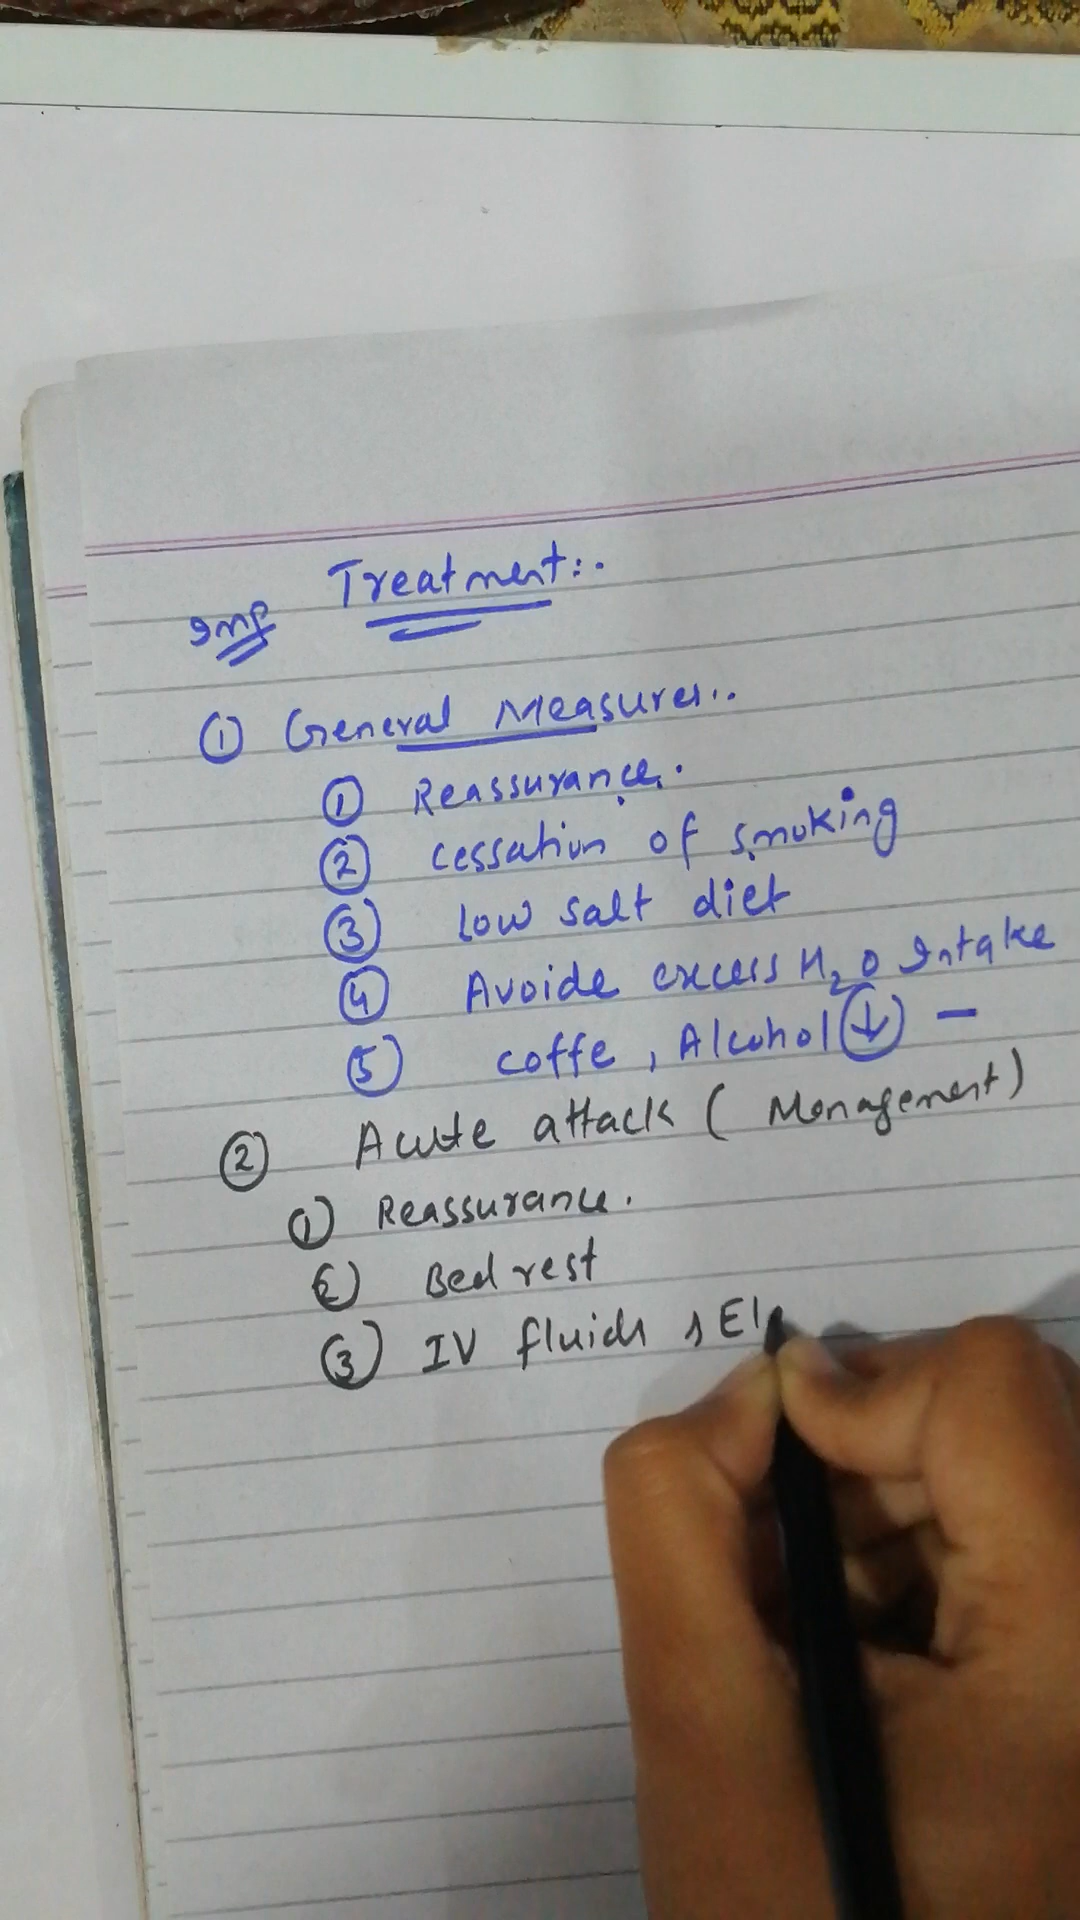 Treatment:.
Imp
① General Measures..
① Reassurance.
② cessation of smoking
③ low salt diet
④ Avoide excess H₂O Intake
⑤ coffe, Alcohol ↓ -
② Acute attack (Management)
① Reassurance.
② Bed rest
③ IV fluids, El